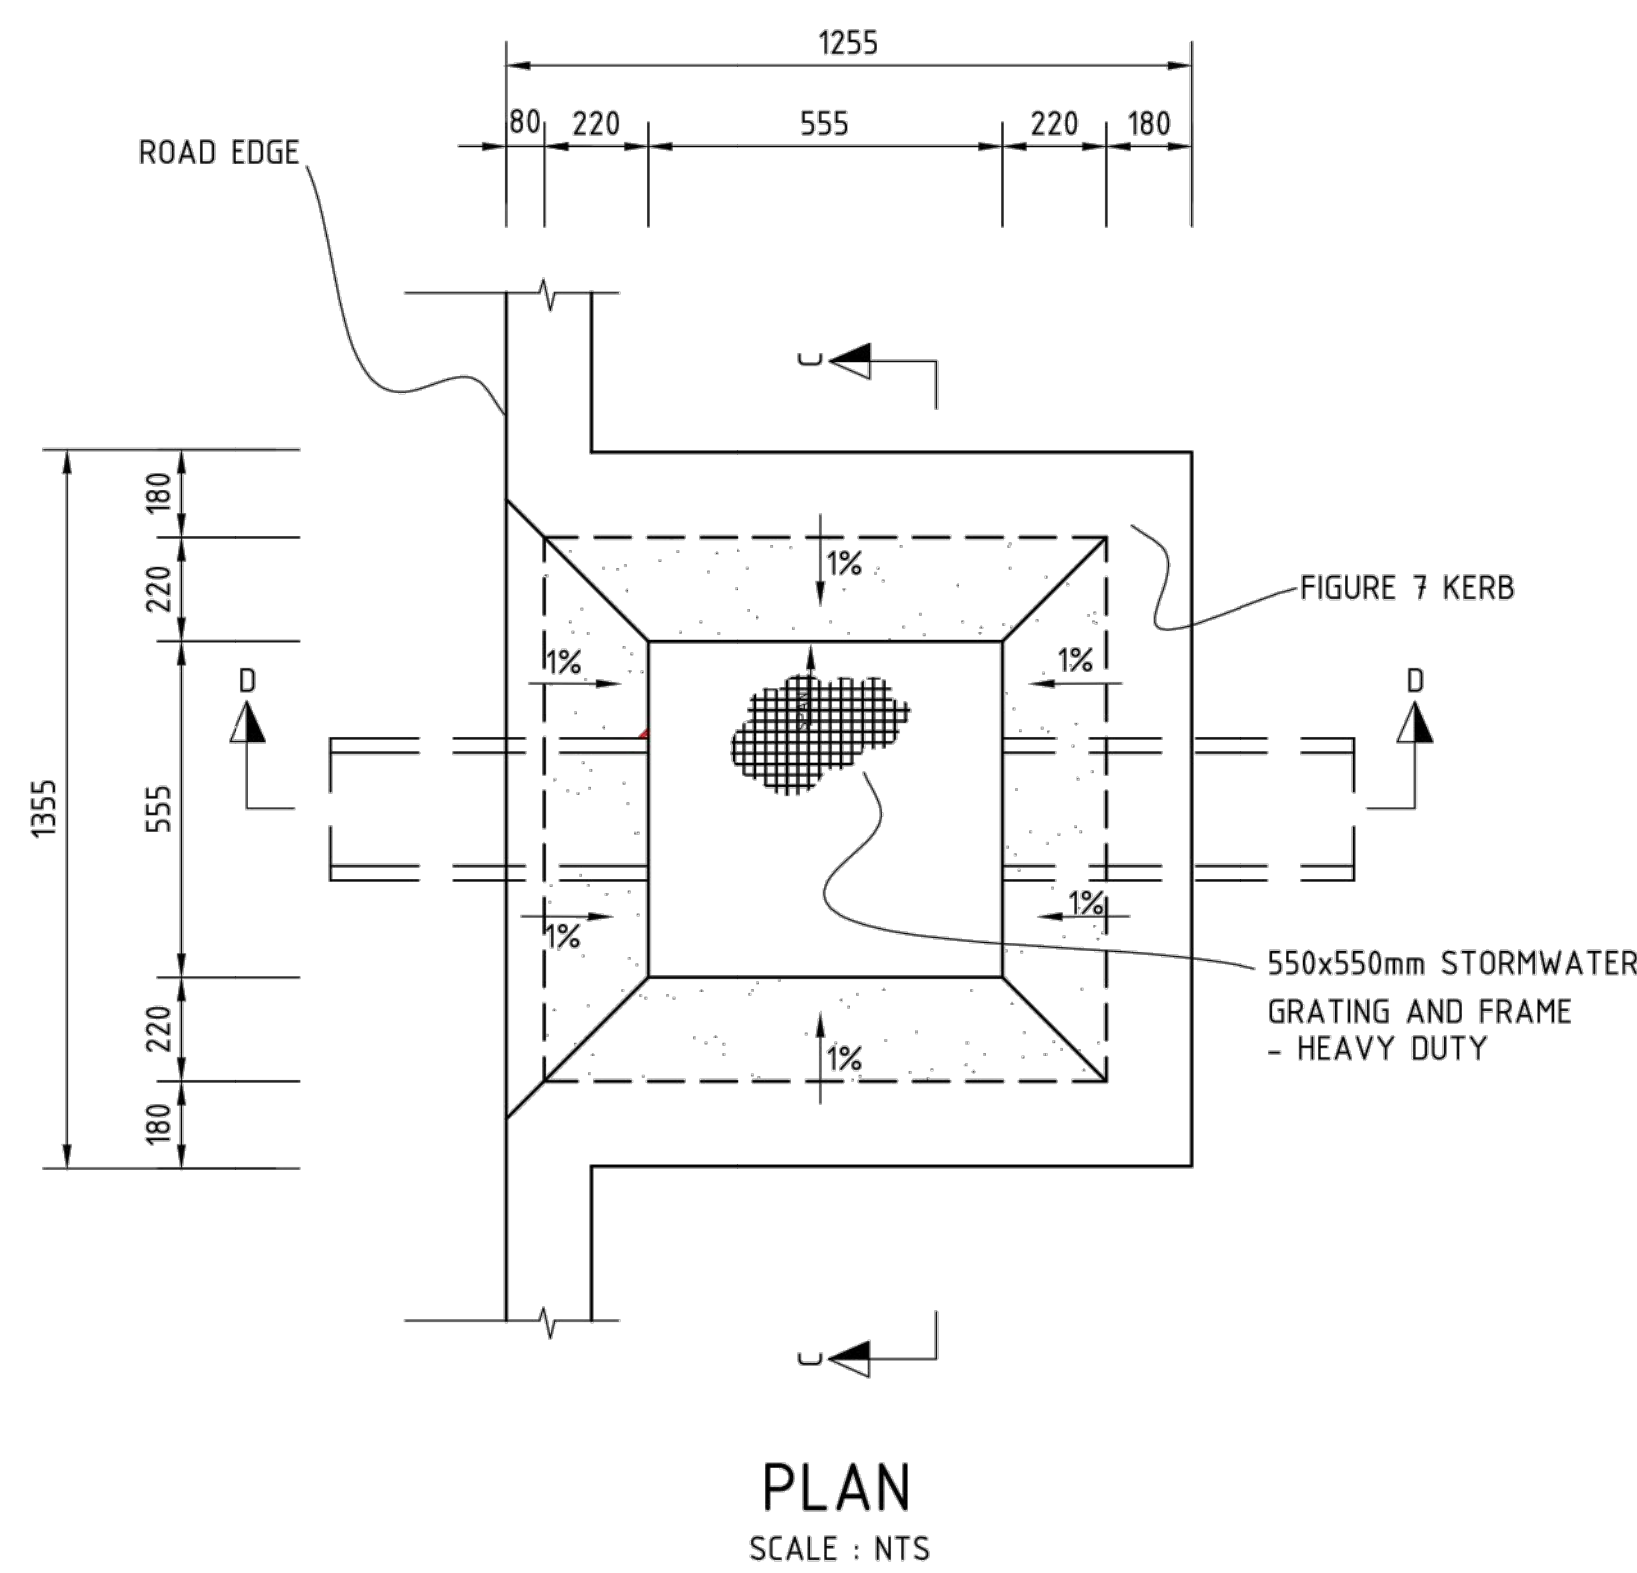 1255
80 220 555 220 180
ROAD EDGE
C
180
220
555
220
180
1355
1%
1%
1%
1%
1%
1%
SPAN
D
D
FIGURE 7 KERB
550x550mm STORMWATER
GRATING AND FRAME
- HEAVY DUTY
C
PLAN
SCALE : NTS